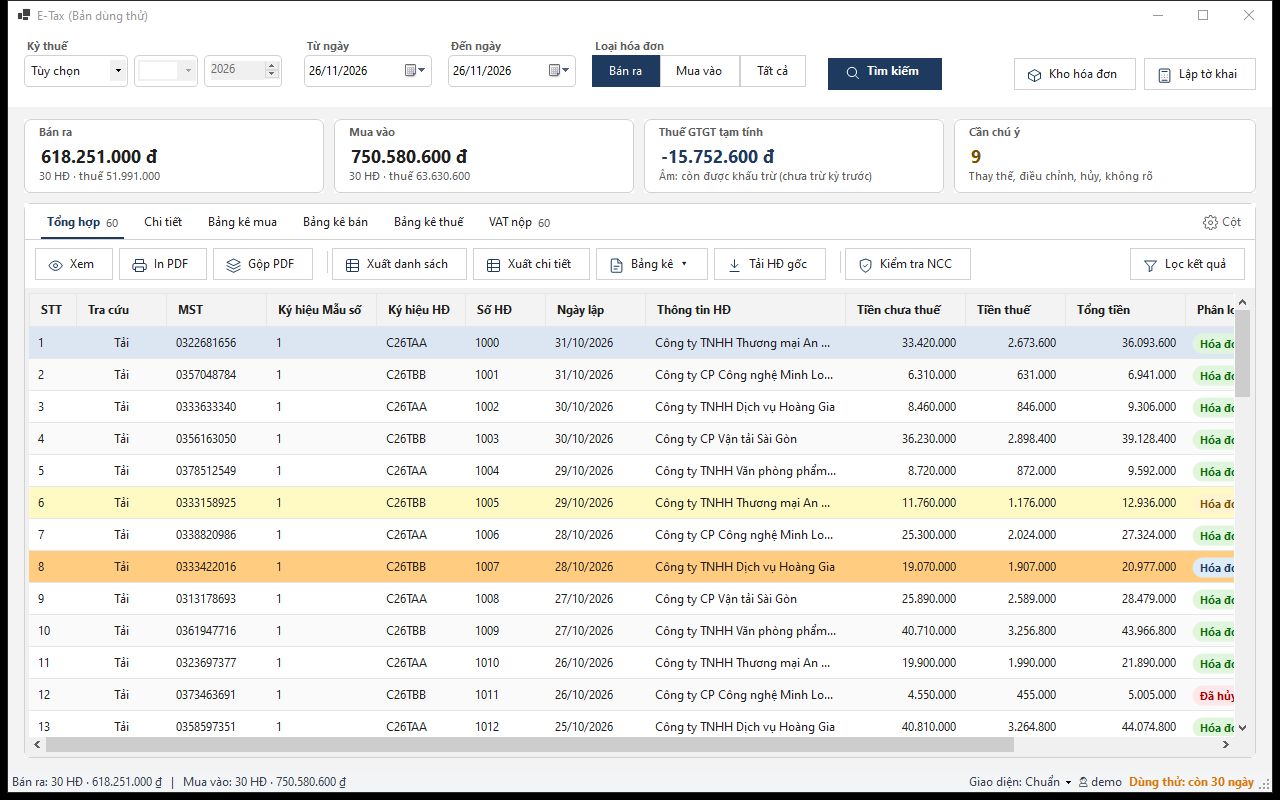 E-Tax (Bản dùng thử)
Kỳ thuế Từ ngày Đến ngày Loại hóa đơn
Tùy chọn 2026 26/11/2026 26/11/2026 Bán ra Mua vào Tất cả Tìm kiếm Kho hóa đơn Lập tờ khai
Bán ra Mua vào Thuế GTGT tạm tính Cần chú ý
618.251.000 đ 750.580.600 đ -15.752.600 đ 9
30 HĐ · thuế 51.991.000 30 HĐ · thuế 63.630.600 Âm: còn được khấu trừ (chưa trừ kỳ trước) Thay thế, điều chỉnh, hủy, không rõ
Tổng hợp 60 Chi tiết Bảng kê mua Bảng kê bán Bảng kê thuế VAT nộp 60 Cột
Xem In PDF Gộp PDF Xuất danh sách Xuất chi tiết Bảng kê Tải HĐ gốc Kiểm tra NCC Lọc kết quả
STT Tra cứu MST Ký hiệu Mẫu số Ký hiệu HĐ Số HĐ Ngày lập Thông tin HĐ Tiền chưa thuế Tiền thuế Tổng tiền Phân lo
1 Tải 0322681656 1 C26TAA 1000 31/10/2026 Công ty TNHH Thương mại An ... 33.420.000 2.673.600 36.093.600 Hóa đơ
2 Tải 0357048784 1 C26TBB 1001 31/10/2026 Công ty CP Công nghệ Minh Lo... 6.310.000 631.000 6.941.000 Hóa đơ
3 Tải 0333633340 1 C26TAA 1002 30/10/2026 Công ty TNHH Dịch vụ Hoàng Gia 8.460.000 846.000 9.306.000 Hóa đơ
4 Tải 0356163050 1 C26TBB 1003 30/10/2026 Công ty CP Vận tải Sài Gòn 36.230.000 2.898.400 39.128.400 Hóa đơ
5 Tải 0378512549 1 C26TAA 1004 29/10/2026 Công ty TNHH Văn phòng phẩm... 8.720.000 872.000 9.592.000 Hóa đơ
6 Tải 0333158925 1 C26TBB 1005 29/10/2026 Công ty TNHH Thương mại An ... 11.760.000 1.176.000 12.936.000 Hóa đơ
7 Tải 0338820986 1 C26TAA 1006 28/10/2026 Công ty CP Công nghệ Minh Lo... 25.300.000 2.024.000 27.324.000 Hóa đơ
8 Tải 0333422016 1 C26TBB 1007 28/10/2026 Công ty TNHH Dịch vụ Hoàng Gia 19.070.000 1.907.000 20.977.000 Hóa đơ
9 Tải 0313178693 1 C26TAA 1008 27/10/2026 Công ty CP Vận tải Sài Gòn 25.890.000 2.589.000 28.479.000 Hóa đơ
10 Tải 0361947716 1 C26TBB 1009 27/10/2026 Công ty TNHH Văn phòng phẩm... 40.710.000 3.256.800 43.966.800 Hóa đơ
11 Tải 0323697377 1 C26TAA 1010 26/10/2026 Công ty TNHH Thương mại An ... 19.900.000 1.990.000 21.890.000 Hóa đơ
12 Tải 0373463691 1 C26TBB 1011 26/10/2026 Công ty CP Công nghệ Minh Lo... 4.550.000 455.000 5.005.000 Đã hủy
13 Tải 0358597351 1 C26TAA 1012 25/10/2026 Công ty TNHH Dịch vụ Hoàng Gia 40.810.000 3.264.800 44.074.800 Hóa đơ
Bán ra: 30 HĐ · 618.251.000 ₫ | Mua vào: 30 HĐ · 750.580.600 ₫ Giao diện: Chuẩn demo Dùng thử: còn 30 ngày